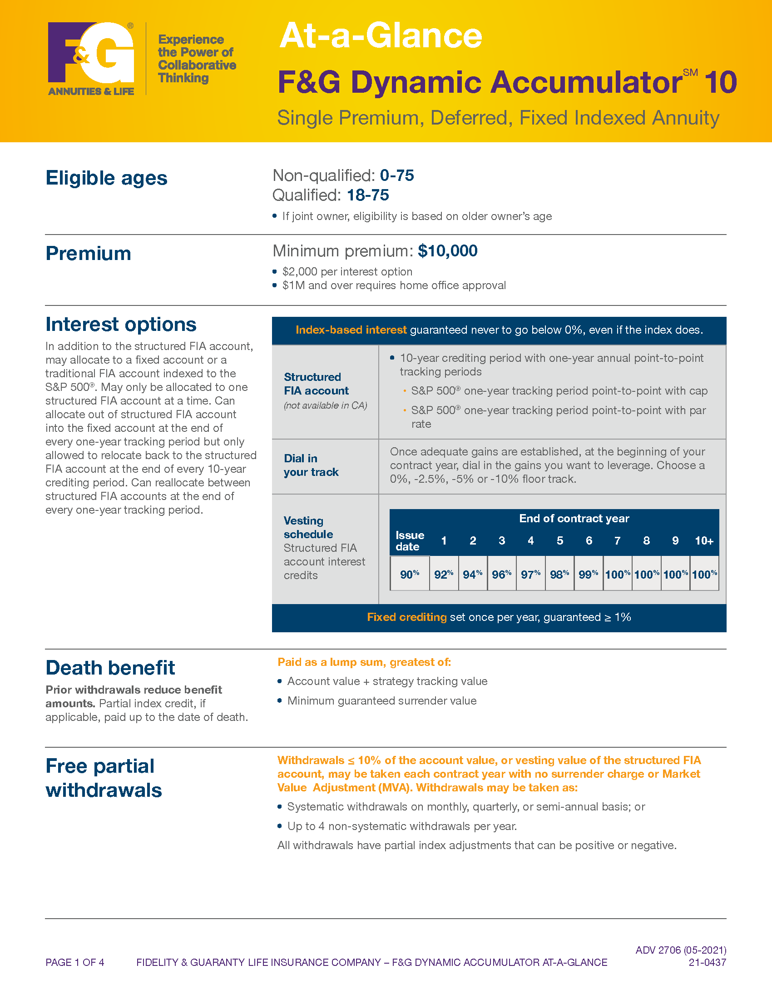 F&G®
ANNUITIES & LIFE
Experience
the Power of
Collaborative
Thinking
At-a-Glance
F&G Dynamic Accumulator℠ 10
Single Premium, Deferred, Fixed Indexed Annuity
Eligible ages
Non-qualified: 0-75
Qualified: 18-75
• If joint owner, eligibility is based on older owner’s age
Premium
Minimum premium: $10,000
• $2,000 per interest option
• $1M and over requires home office approval
Interest options
In addition to the structured FIA account,
may allocate to a fixed account or a
traditional FIA account indexed to the
S&P 500®. May only be allocated to one
structured FIA account at a time. Can
allocate out of structured FIA account
into the fixed account at the end of
every one-year tracking period but only
allowed to relocate back to the structured
FIA account at the end of every 10-year
crediting period. Can reallocate between
structured FIA accounts at the end of
every one-year tracking period.
Index-based interest guaranteed never to go below 0%, even if the index does.
Structured
FIA account
(not available in CA)
• 10-year crediting period with one-year annual point-to-point
tracking periods
• S&P 500® one-year tracking period point-to-point with cap
• S&P 500® one-year tracking period point-to-point with par
rate
Dial in
your track
Once adequate gains are established, at the beginning of your
contract year, dial in the gains you want to leverage. Choose a
0%, -2.5%, -5% or -10% floor track.
Vesting
schedule
Structured FIA
account interest
credits
End of contract year
Issue
date
1 2 3 4 5 6 7 8 9 10+
90% 92% 94% 96% 97% 98% 99% 100% 100% 100% 100%
Fixed crediting set once per year, guaranteed ≥ 1%
Death benefit
Prior withdrawals reduce benefit
amounts. Partial index credit, if
applicable, paid up to the date of death.
Paid as a lump sum, greatest of:
• Account value + strategy tracking value
• Minimum guaranteed surrender value
Free partial
withdrawals
Withdrawals ≤ 10% of the account value, or vesting value of the structured FIA
account, may be taken each contract year with no surrender charge or Market
Value Adjustment (MVA). Withdrawals may be taken as:
• Systematic withdrawals on monthly, quarterly, or semi-annual basis; or
• Up to 4 non-systematic withdrawals per year.
All withdrawals have partial index adjustments that can be positive or negative.
ADV 2706 (05-2021)
PAGE 1 OF 4 FIDELITY & GUARANTY LIFE INSURANCE COMPANY – F&G DYNAMIC ACCUMULATOR AT-A-GLANCE 21-0437